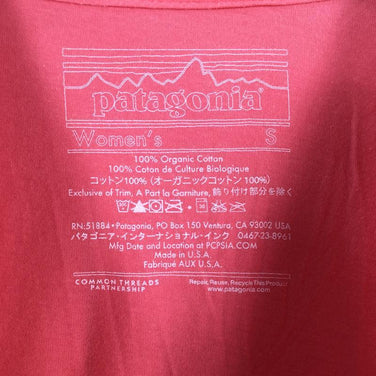 patagonia®
Women's S
100% Organic Cotton
100% Coton de Culture Biologique
コットン100% (オーガニックコットン 100%)
Exclusive of Trim, A Part la Garniture, 飾り付け部分を除く
RN:51884 • Patagonia, PO Box 150 Ventura, CA 93002 USA
パタゴニア・インターナショナル・インク 0467-23-8961
Mfg Date and Location at PCPSIA.COM
Made in U.S.A.
Fabriqué AUX U.S.A.
COMMON THREADS
PARTNERSHIP
Repair, Reuse, Recycle This Product
www.patagonia.com